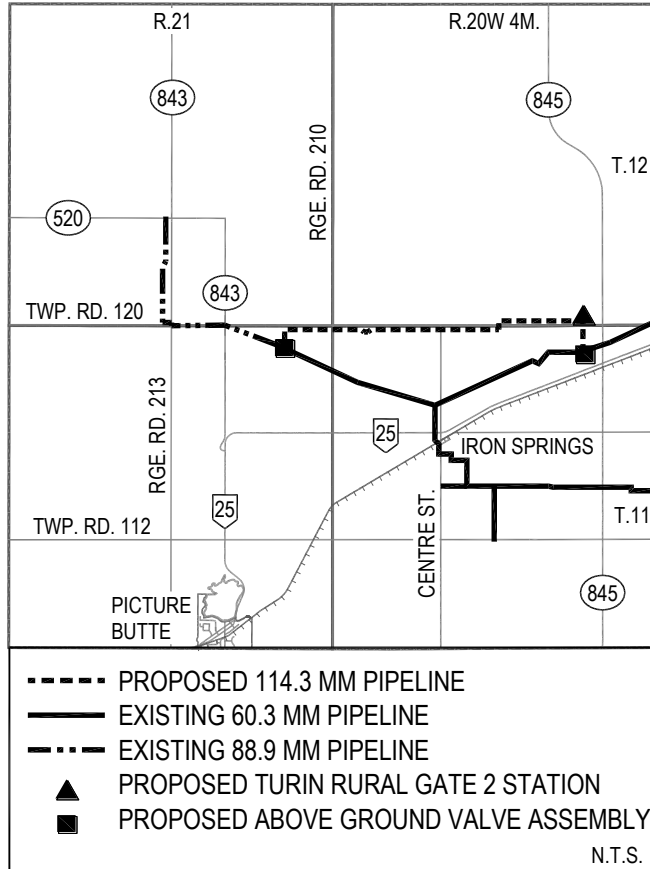 R.21
R.20W 4M.
843
845
RGE. RD. 210
T.12
520
843
TWP. RD. 120
RGE. RD. 213
25
IRON SPRINGS
25
CENTRE ST.
T.11
TWP. RD. 112
845
PICTURE
BUTTE
PROPOSED 114.3 MM PIPELINE
EXISTING 60.3 MM PIPELINE
EXISTING 88.9 MM PIPELINE
PROPOSED TURIN RURAL GATE 2 STATION
PROPOSED ABOVE GROUND VALVE ASSEMBLY
N.T.S.